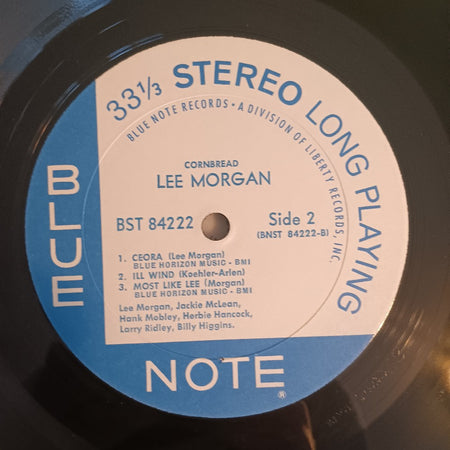 33⅓ STEREO LONG PLAYING
BLUE NOTE RECORDS • A DIVISION OF LIBERTY RECORDS, INC.
CORNBREAD
LEE MORGAN
BST 84222
Side 2
(BNST 84222-B)
1. CEORA (Lee Morgan)
BLUE HORIZON MUSIC - BMI
2. ILL WIND (Koehler-Arlen)
3. MOST LIKE LEE (Morgan)
BLUE HORIZON MUSIC - BMI
Lee Morgan, Jackie McLean,
Hank Mobley, Herbie Hancock,
Larry Ridley, Billy Higgins.
BLUE
NOTE®